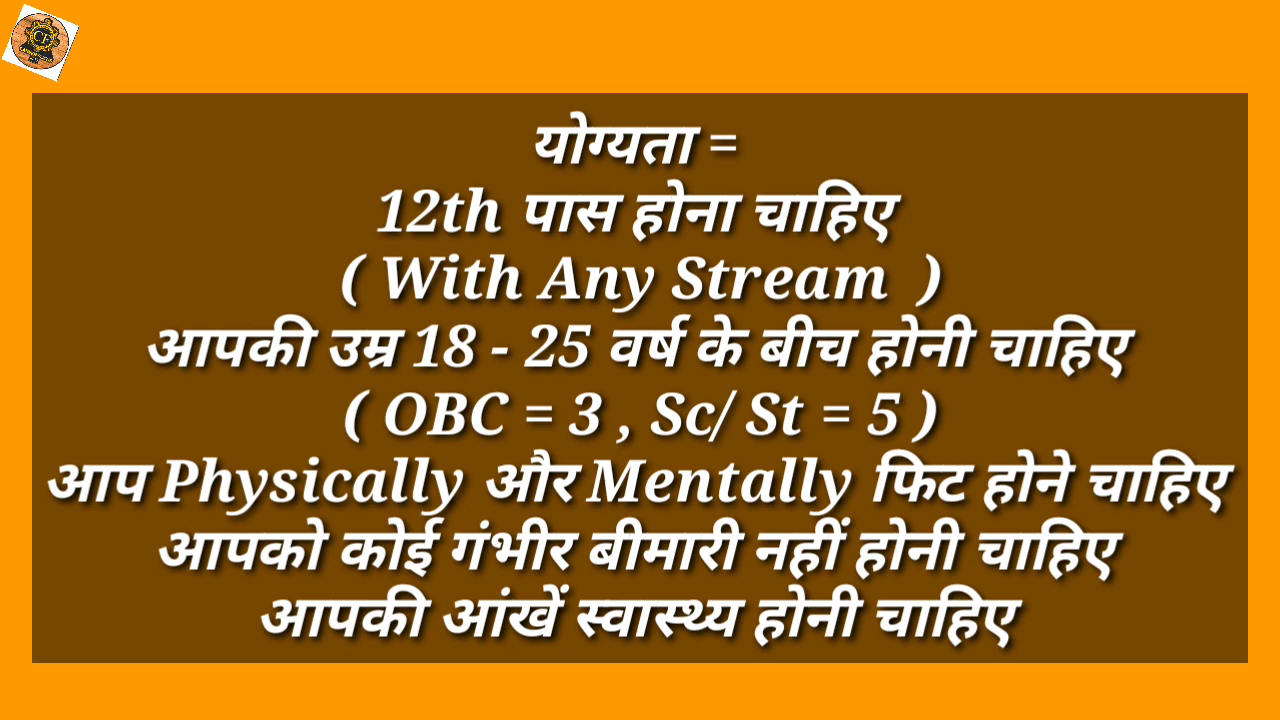 CF
योग्यता =
12th पास होना चाहिए
( With Any Stream )
आपकी उम्र 18 - 25 वर्ष के बीच होनी चाहिए
( OBC = 3 , Sc/ St = 5 )
आप Physically और Mentally फिट होने चाहिए
आपको कोई गंभीर बीमारी नहीं होनी चाहिए
आपकी आंखें स्वास्थ्य होनी चाहिए